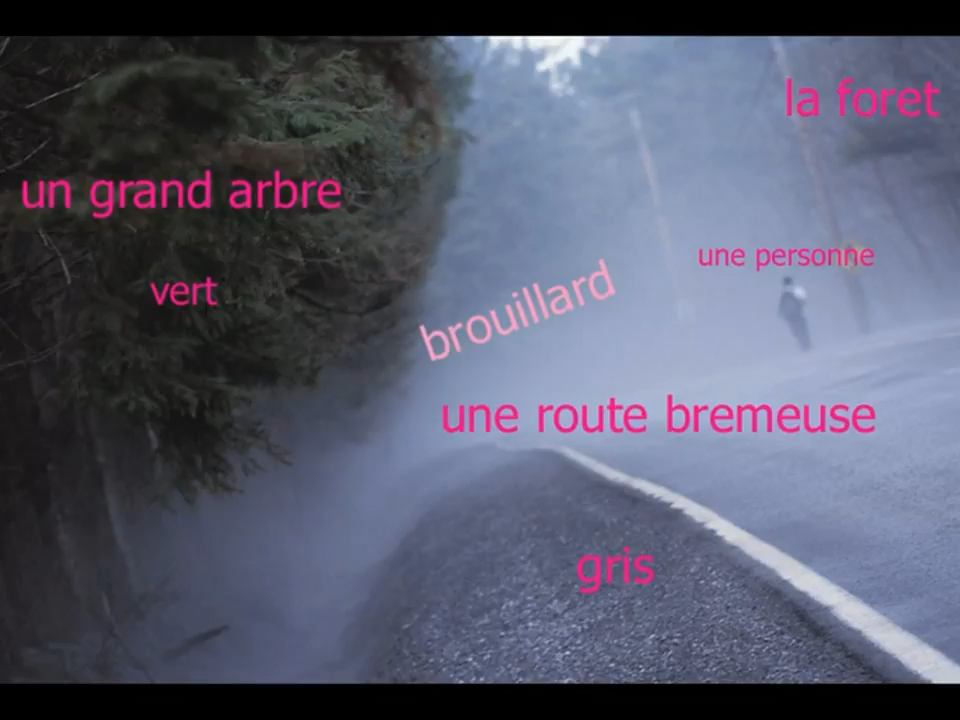 la foret
un grand arbre
une personne
vert
brouillard
une route bremeuse
gris